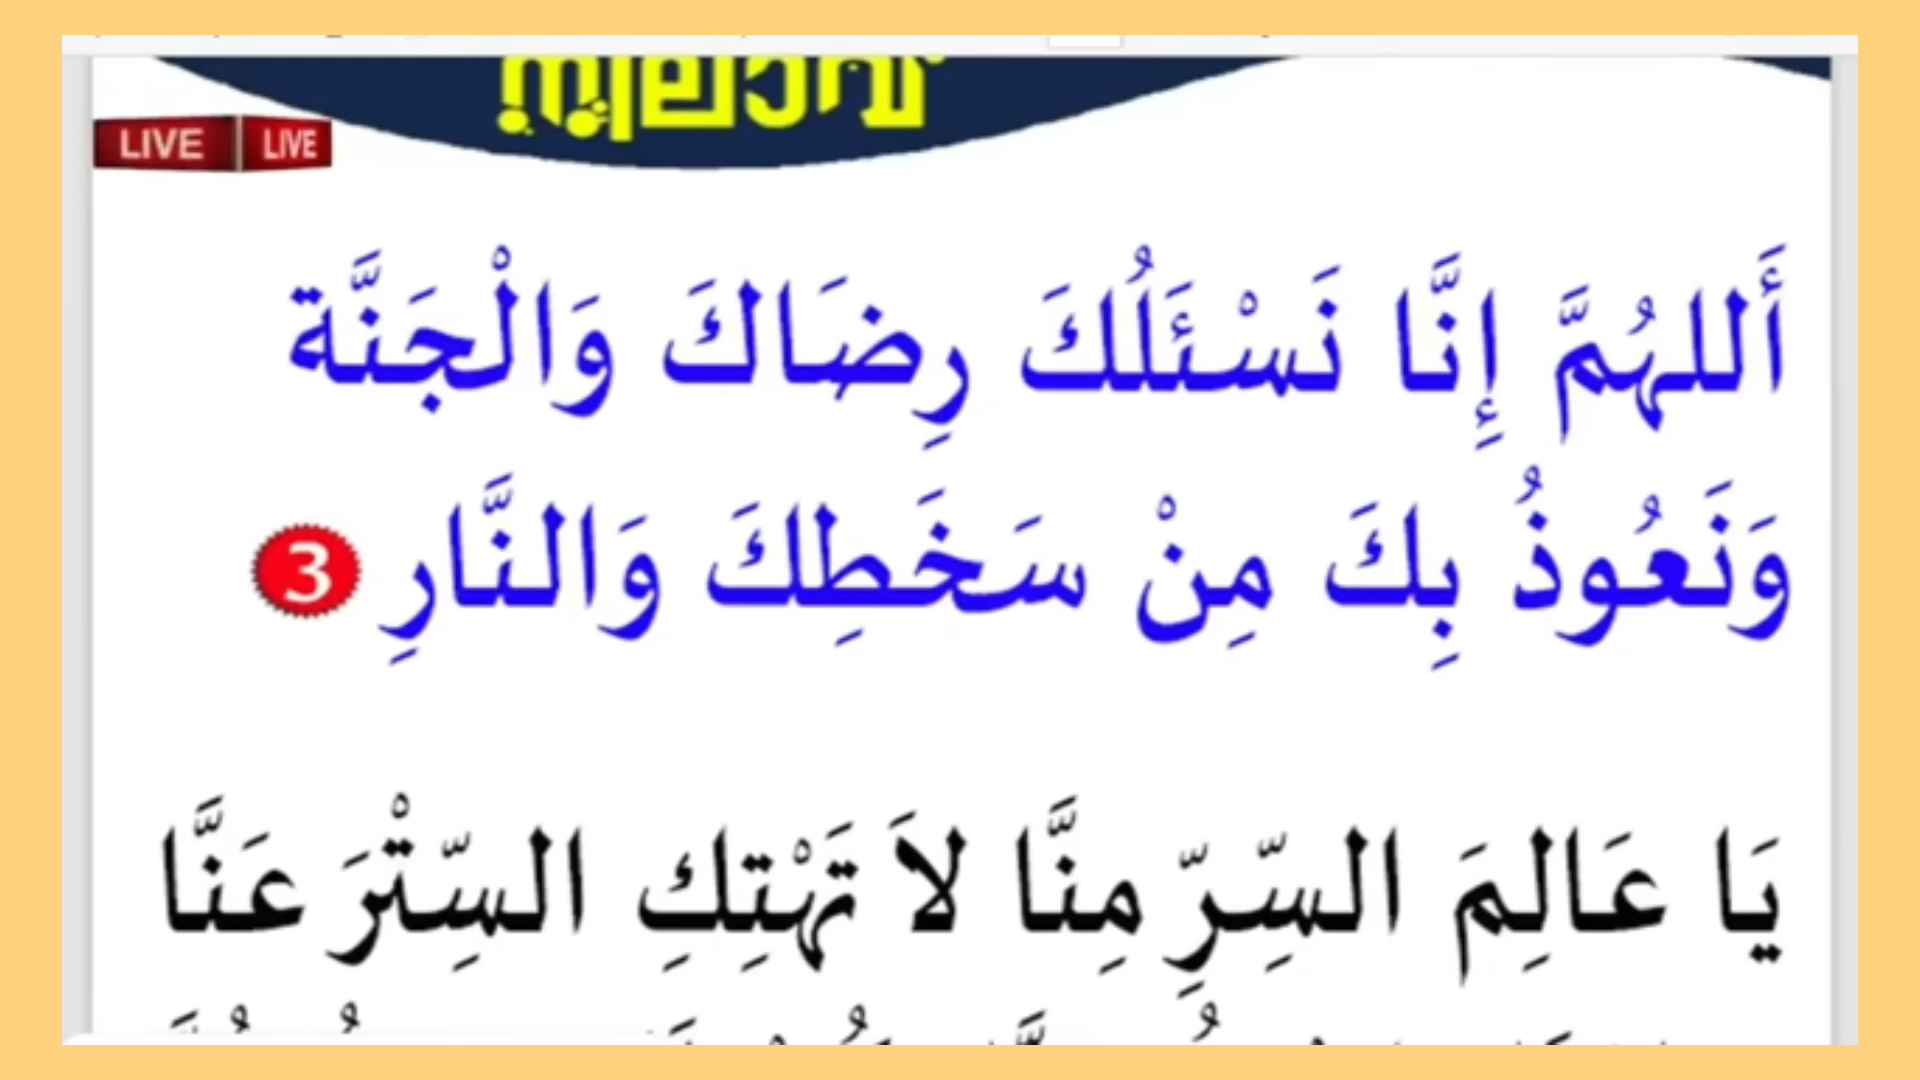 LIVE LIVE
أَللهُمَّ إِنَّا نَسْئَلُكَ رِضَاكَ وَالْجَنَّة
وَنَعُوذُ بِكَ مِنْ سَخَطِكَ وَالنَّارِ 3
يَا عَالِمَ السِّرِّ مِنَّا لاَ تَهْتِكِ السِّتْرَ عَنَّا